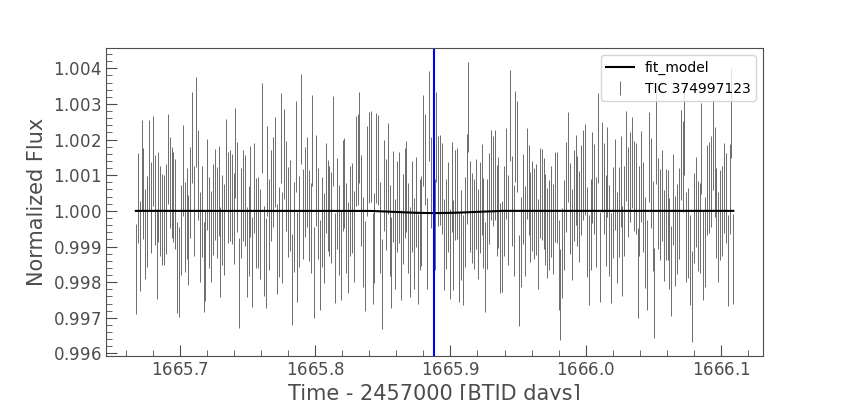 fit_model
TIC 374997123
1.004
1.003
1.002
1.001
1.000
0.999
0.998
0.997
0.996
Normalized Flux
1665.7 1665.8 1665.9 1666.0 1666.1
Time - 2457000 [BTJD days]